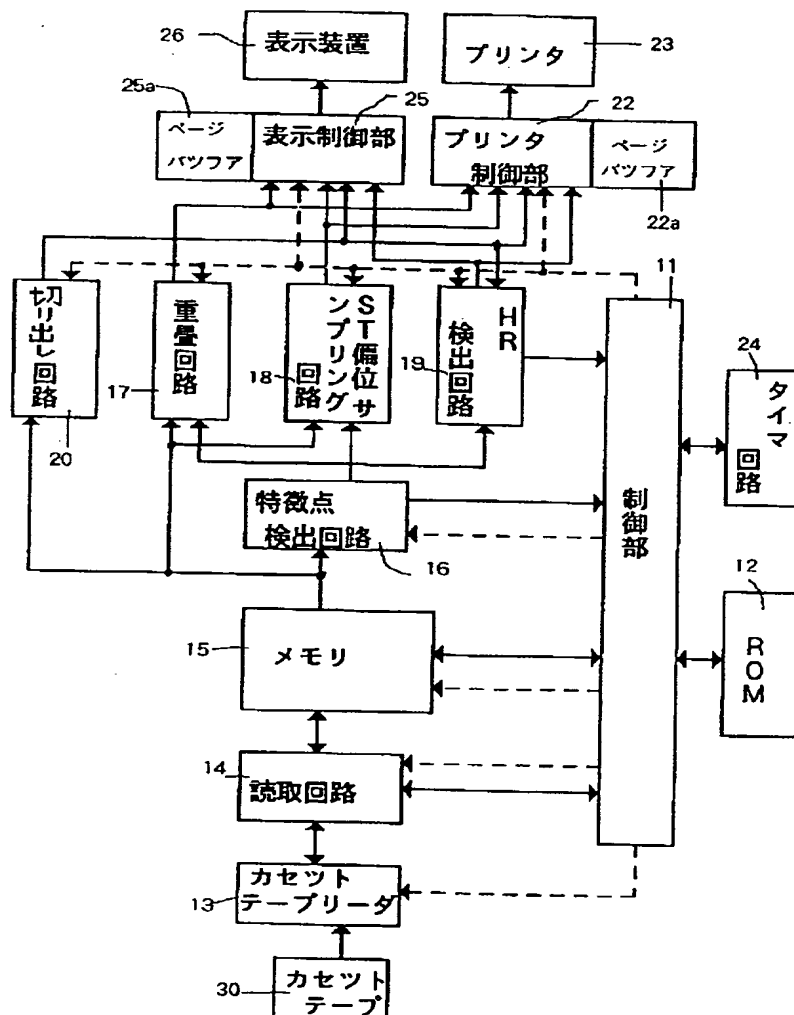 26
表示装置
プリンタ
23
25a
25
22
ページ
バツフア
表示制御部
プリンタ
制御部
ページ
バツフア
22a
11
切り出し回路
20
重畳回路
17
ST偏位サ
ンプリング
回路
18
HR
検出回路
19
24
タイマ
回路
特徴点
検出回路
16
制御部
12
ROM
15
メモリ
14
読取回路
13
カセット
テープリーダ
30
カセット
テープ